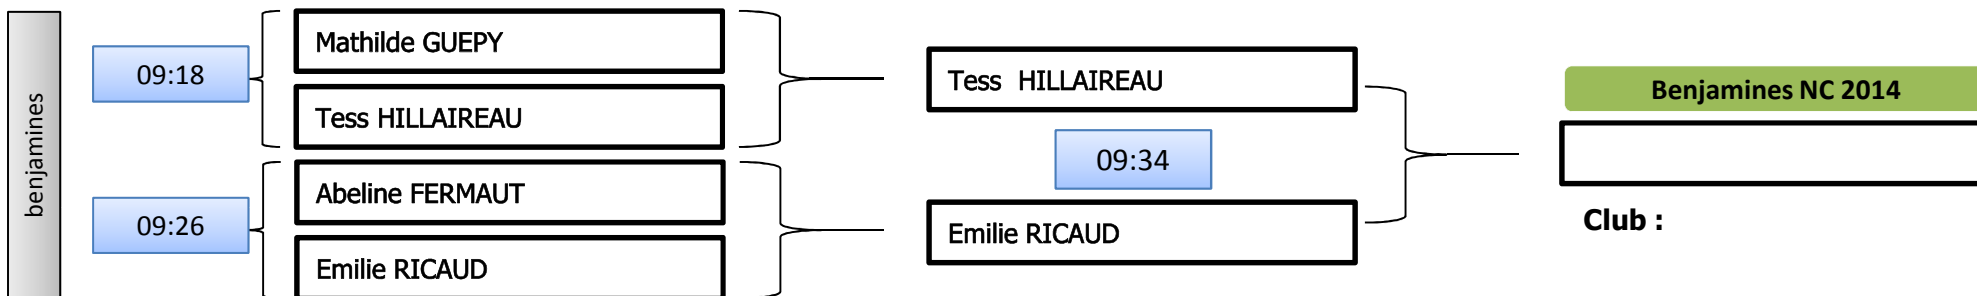 benjamines
09:18
Mathilde GUEPY
Tess HILLAIREAU
09:26
Abeline FERMAUT
Emilie RICAUD
Tess  HILLAIREAU
09:34
Emilie RICAUD
Benjamines NC 2014
Club :